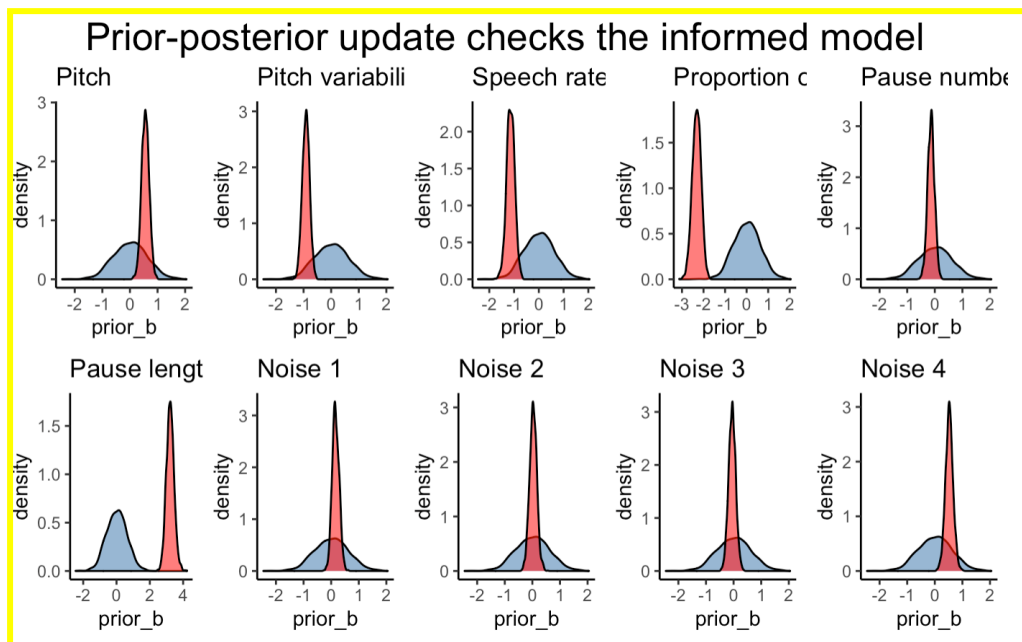 Prior-posterior update checks the informed model
Pitch
Pitch variabili
Speech rate
Proportion c
Pause numbe
density
3
2
1
0
-2 -1 0 1 2
prior_b
density
3
2
1
0
-2 -1 0 1 2
prior_b
density
2.0
1.5
1.0
0.5
0.0
-2 -1 0 1 2
prior_b
density
1.5
1.0
0.5
0.0
-3 -2 -1 0 1 2
prior_b
density
3
2
1
0
-2 -1 0 1 2
prior_b
Pause lengt
Noise 1
Noise 2
Noise 3
Noise 4
density
1.5
1.0
0.5
0.0
-2 0 2 4
prior_b
density
3
2
1
0
-2 -1 0 1 2
prior_b
density
3
2
1
0
-2 -1 0 1 2
prior_b
density
3
2
1
0
-2 -1 0 1 2
prior_b
density
3
2
1
0
-2 -1 0 1 2
prior_b